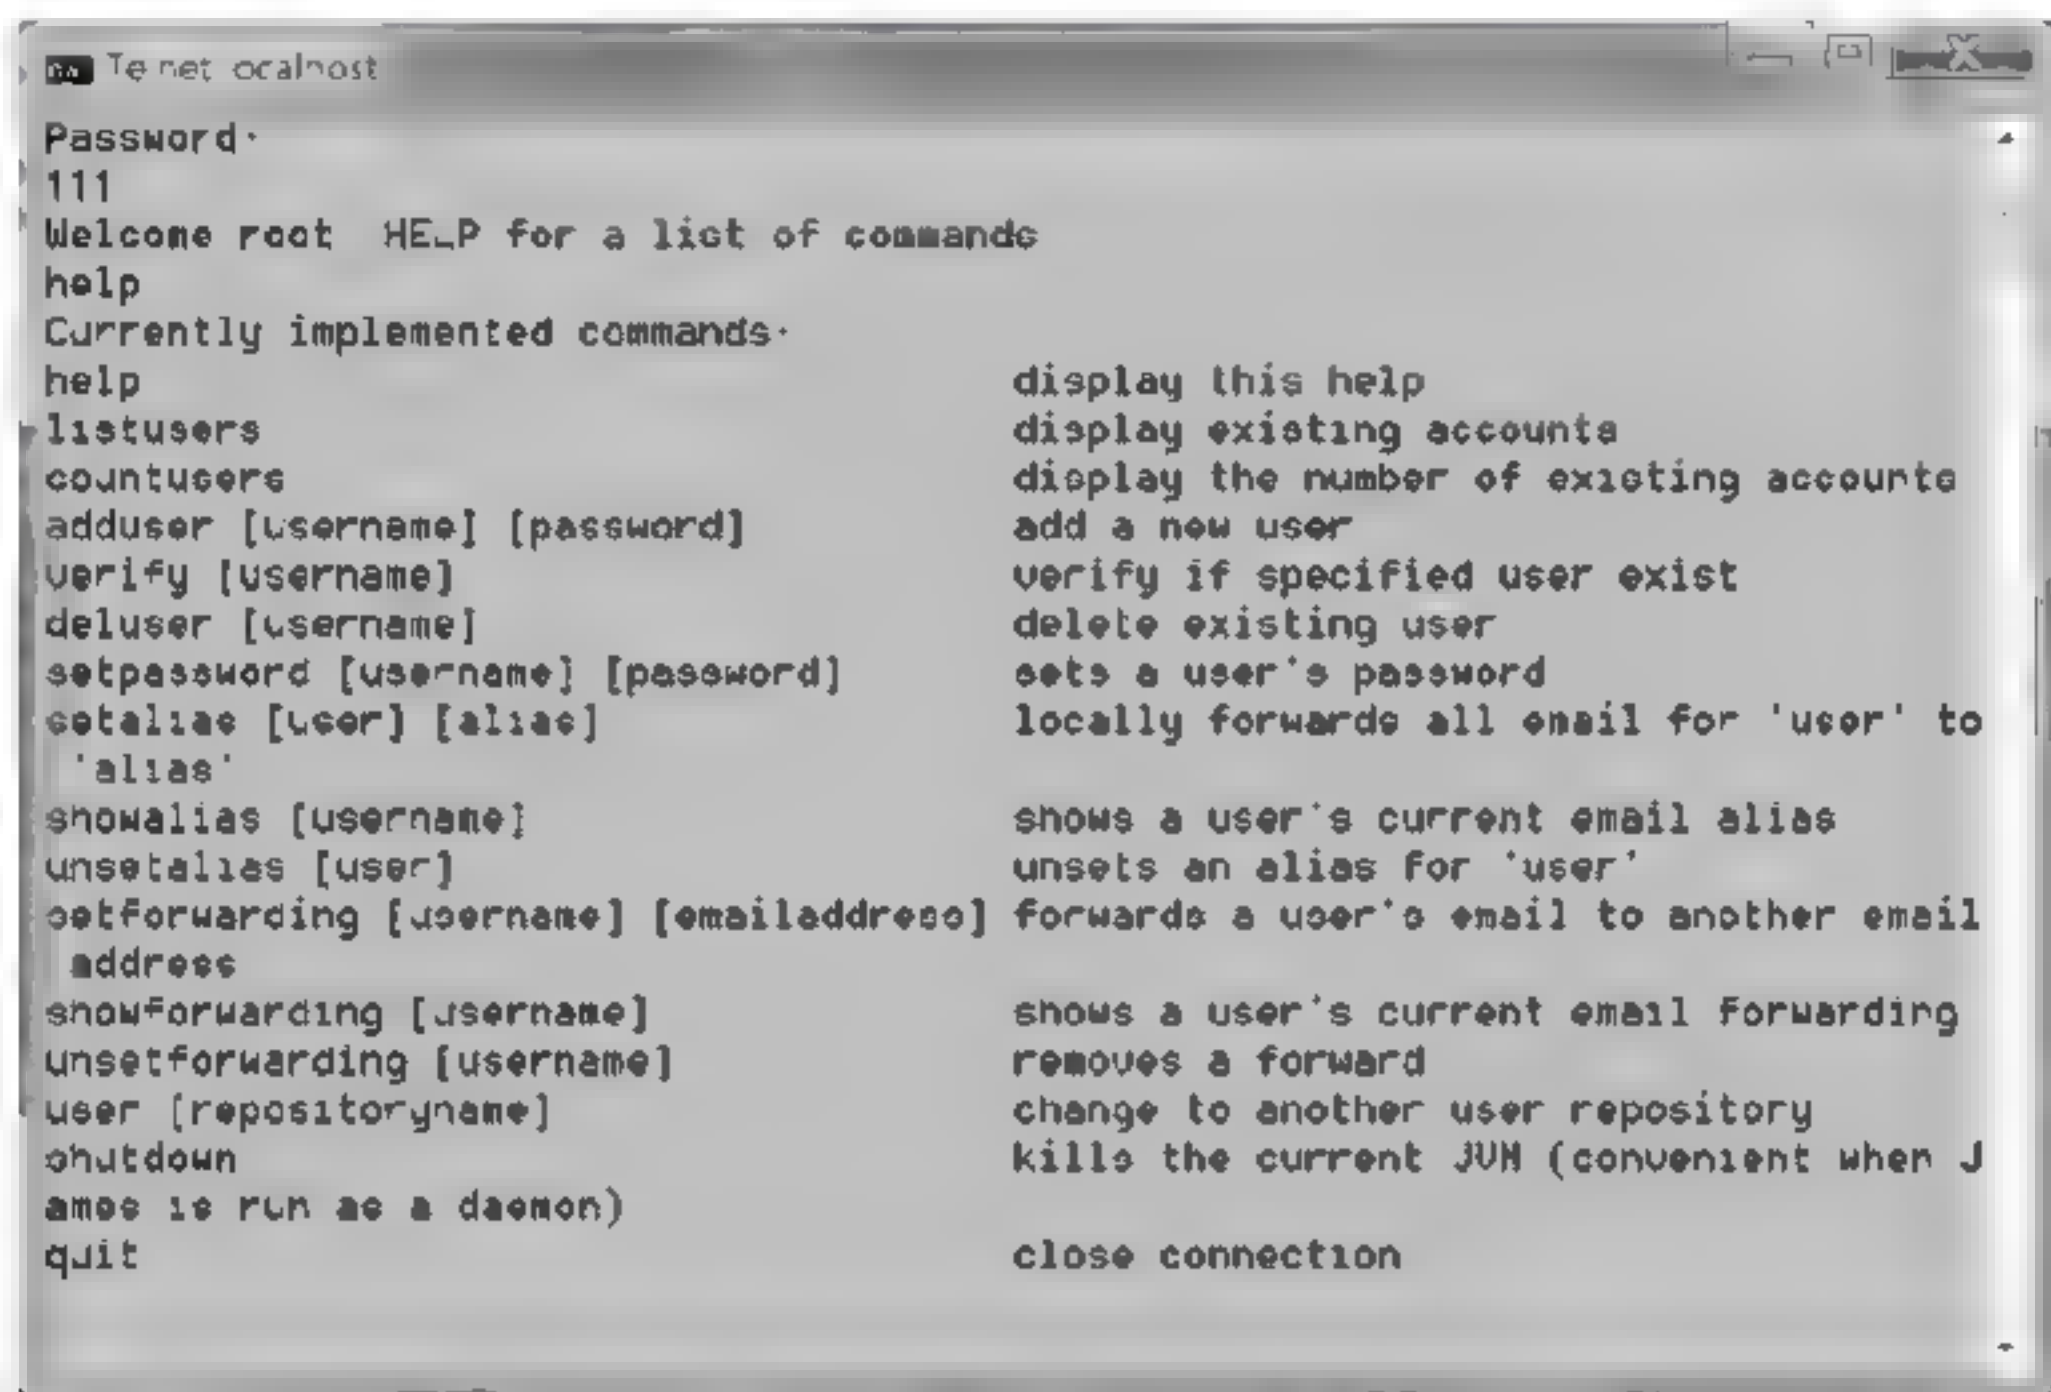 Telnet localhost
Password:
111
Welcome root HELP for a list of commands
help
Currently implemented commands:
help display this help
listusers display existing accounts
countusers display the number of existing accounts
adduser [username] [password] add a new user
verify [username] verify if specified user exist
deluser [username] delete existing user
setpassword [username] [password] sets a user's password
setalias [user] [alias] locally forwards all email for 'user' to
'alias'
showalias [username] shows a user's current email alias
unsetalias [user] unsets an alias for 'user'
setforwarding [username] [emailaddress] forwards a user's email to another email
address
showforwarding [username] shows a user's current email forwarding
unsetforwarding [username] removes a forward
user [repositoryname] change to another user repository
shutdown kills the current JVM (convenient when J
ames is run as a daemon)
quit close connection